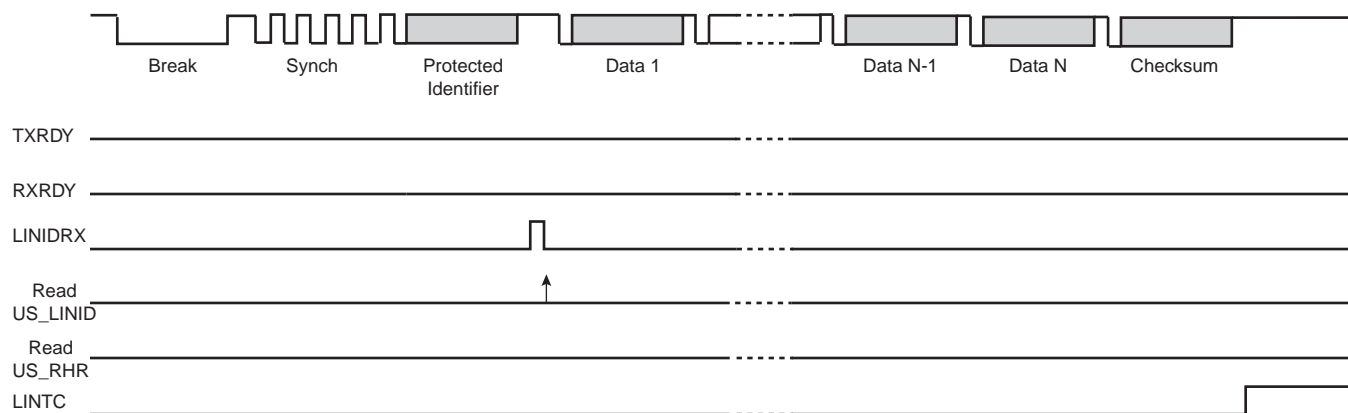 Break
Synch
Protected
Identifier
Data 1
Data N-1
Data N
Checksum
TXRDY
RXRDY
LINIDRX
Read
US_LINID
Read
US_RHR
LINTC